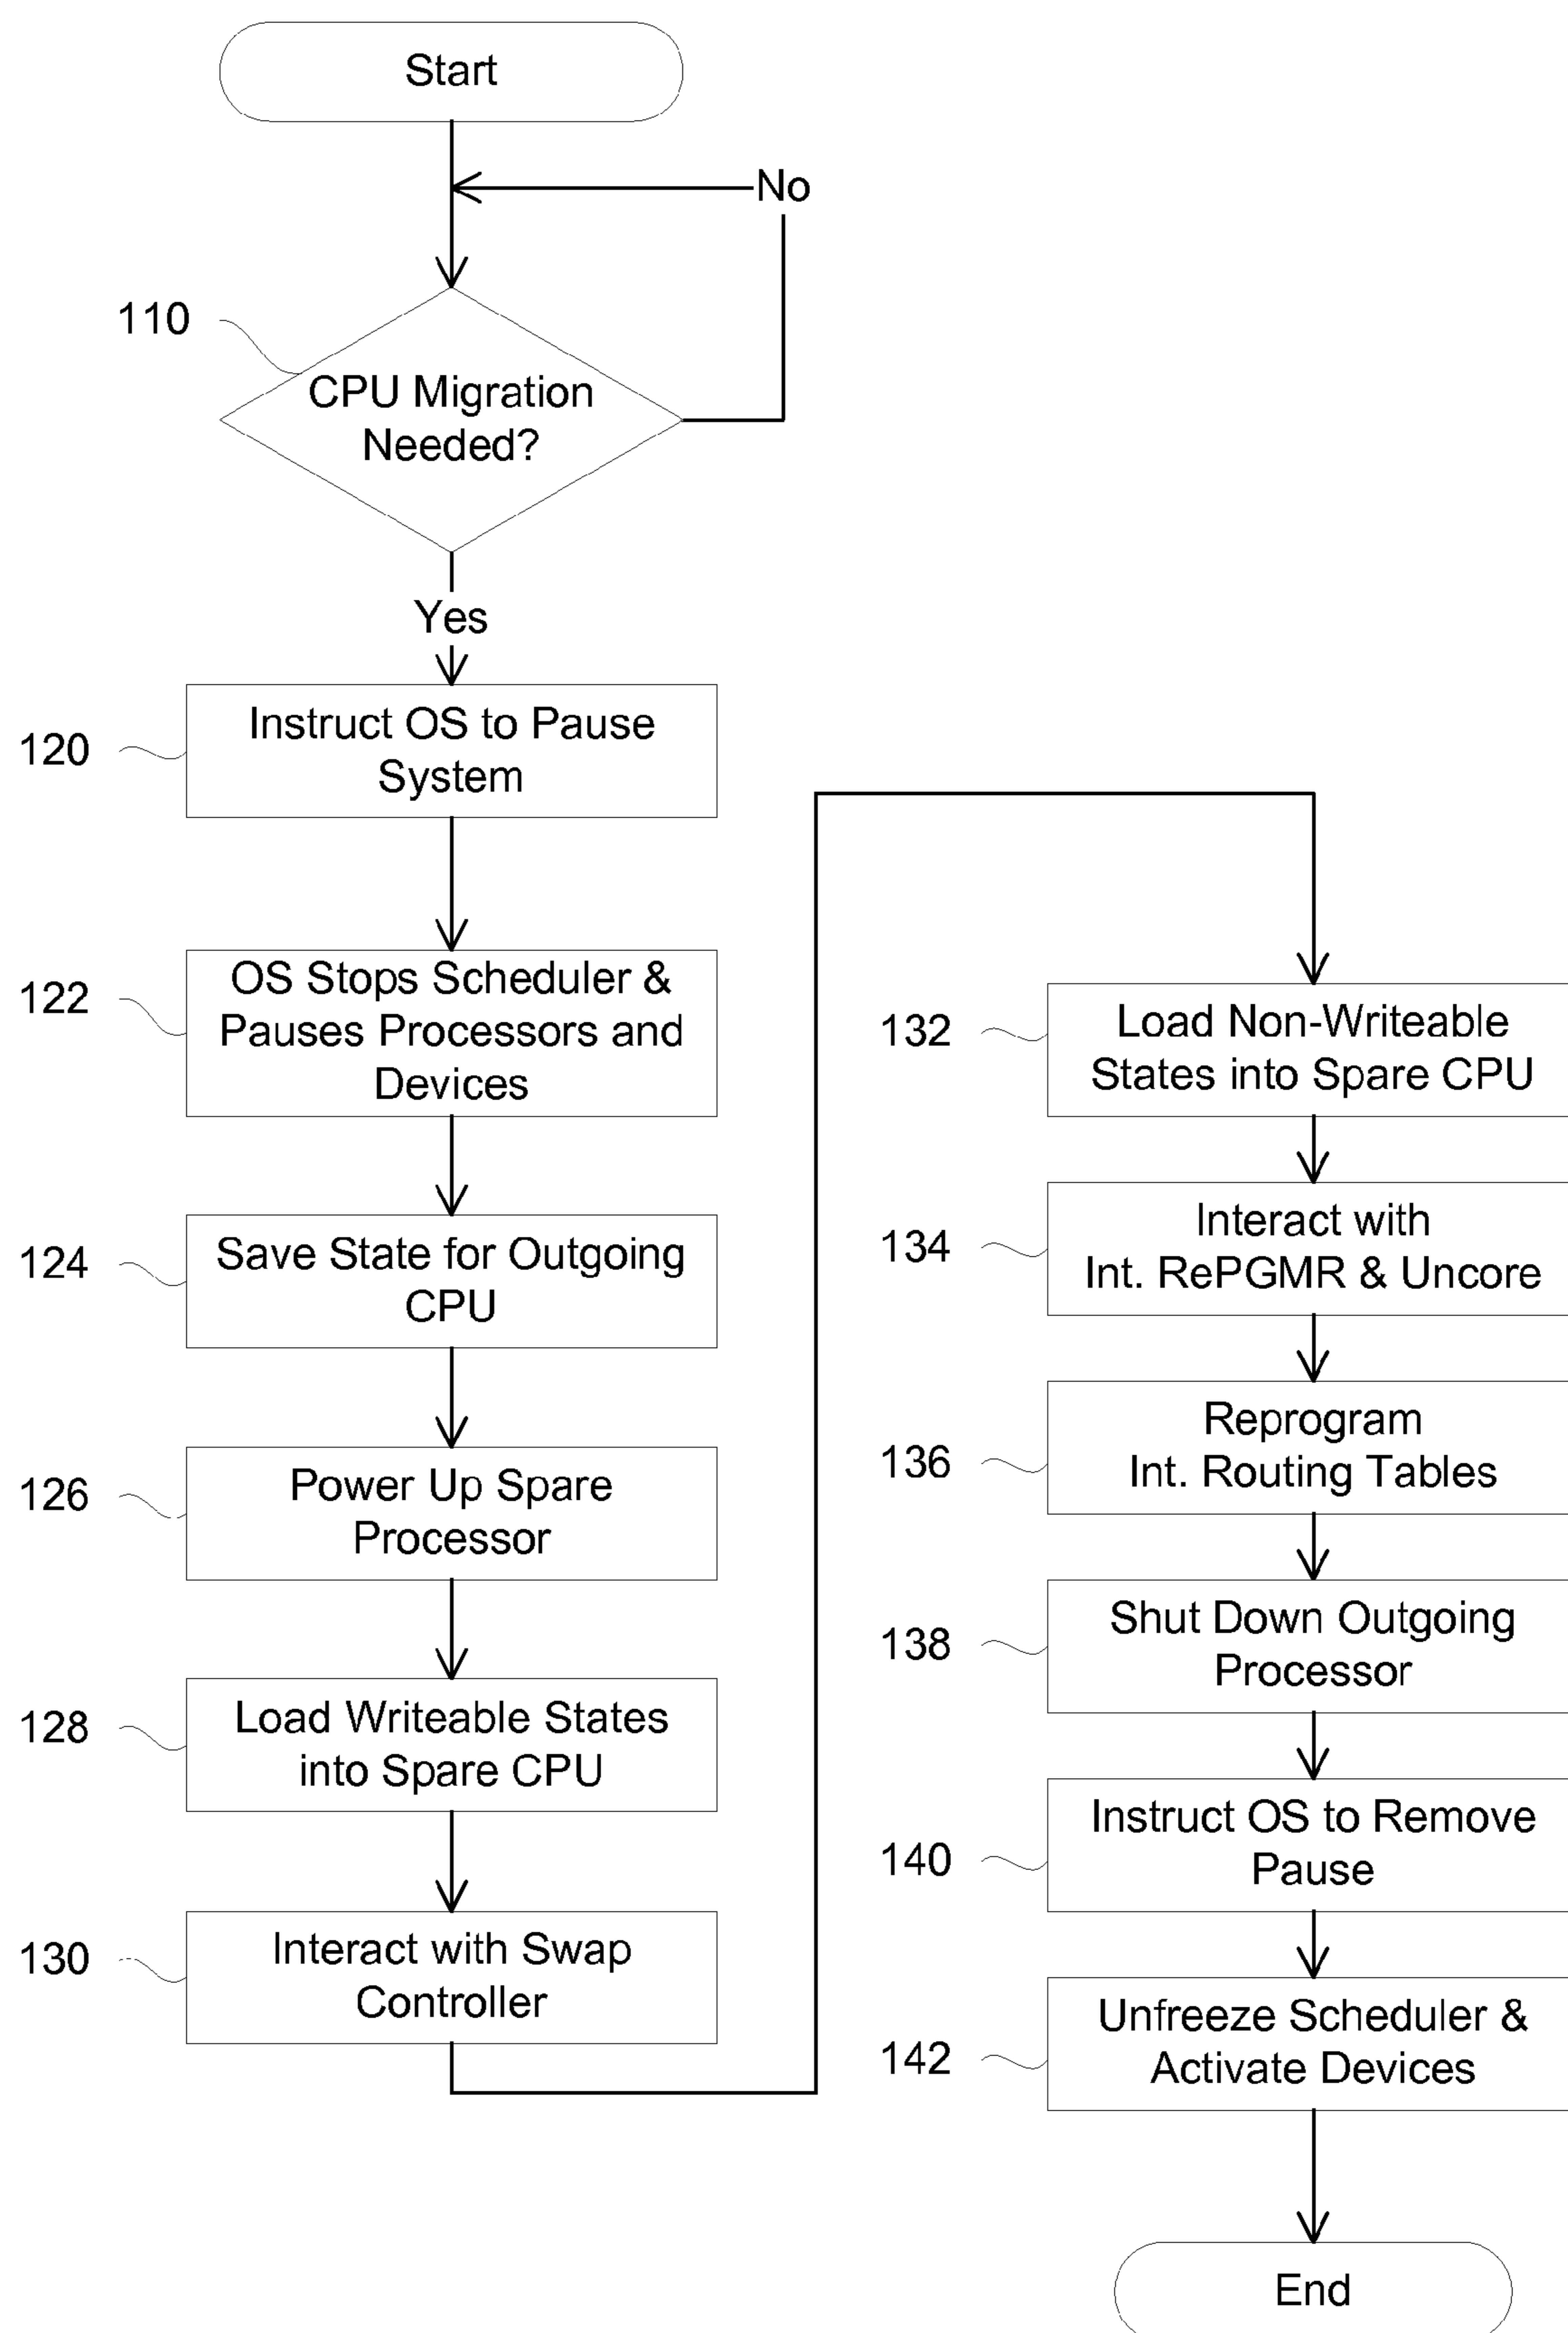 Start
No
110
CPU Migration
Needed?
Yes
120
Instruct OS to Pause
System
122
OS Stops Scheduler &
Pauses Processors and
Devices
124
Save State for Outgoing
CPU
126
Power Up Spare
Processor
128
Load Writeable States
into Spare CPU
130
Interact with Swap
Controller
132
Load Non-Writeable
States into Spare CPU
134
Interact with
Int. RePGMR & Uncore
136
Reprogram
Int. Routing Tables
138
Shut Down Outgoing
Processor
140
Instruct OS to Remove
Pause
142
Unfreeze Scheduler &
Activate Devices
End